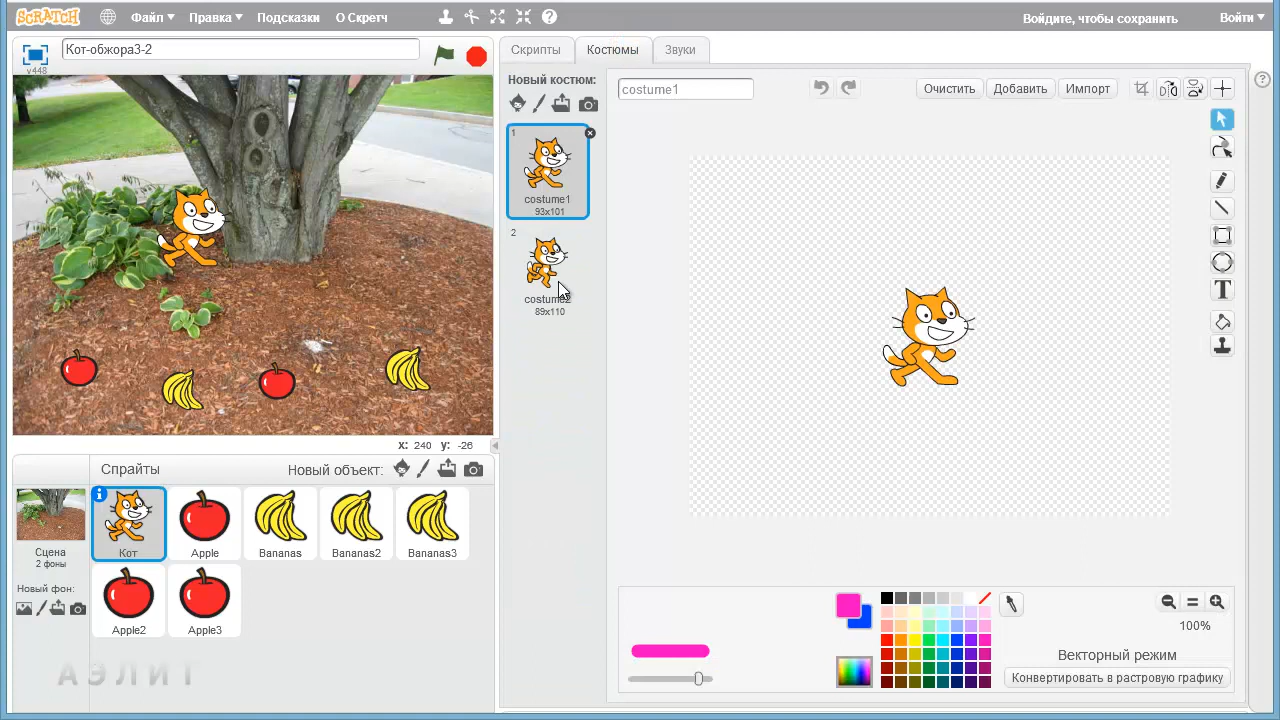 SCRATCH Файл Правка Подсказки О Скретч Войдите, чтобы сохранить Войти
Кот-обжора3-2
v448
Скрипты Костюмы Звуки
Новый костюм:
costume1
Очистить Добавить Импорт
1
costume1
93x101
2
costume2
89x110
x: 240 y: -26
Спрайты Новый объект:
Сцена
2 фоны
Новый фон:
Кот Apple Bananas Bananas2 Bananas3
Apple2 Apple3
T
100%
Векторный режим
Конвертировать в растровую графику
АЭЛИТ